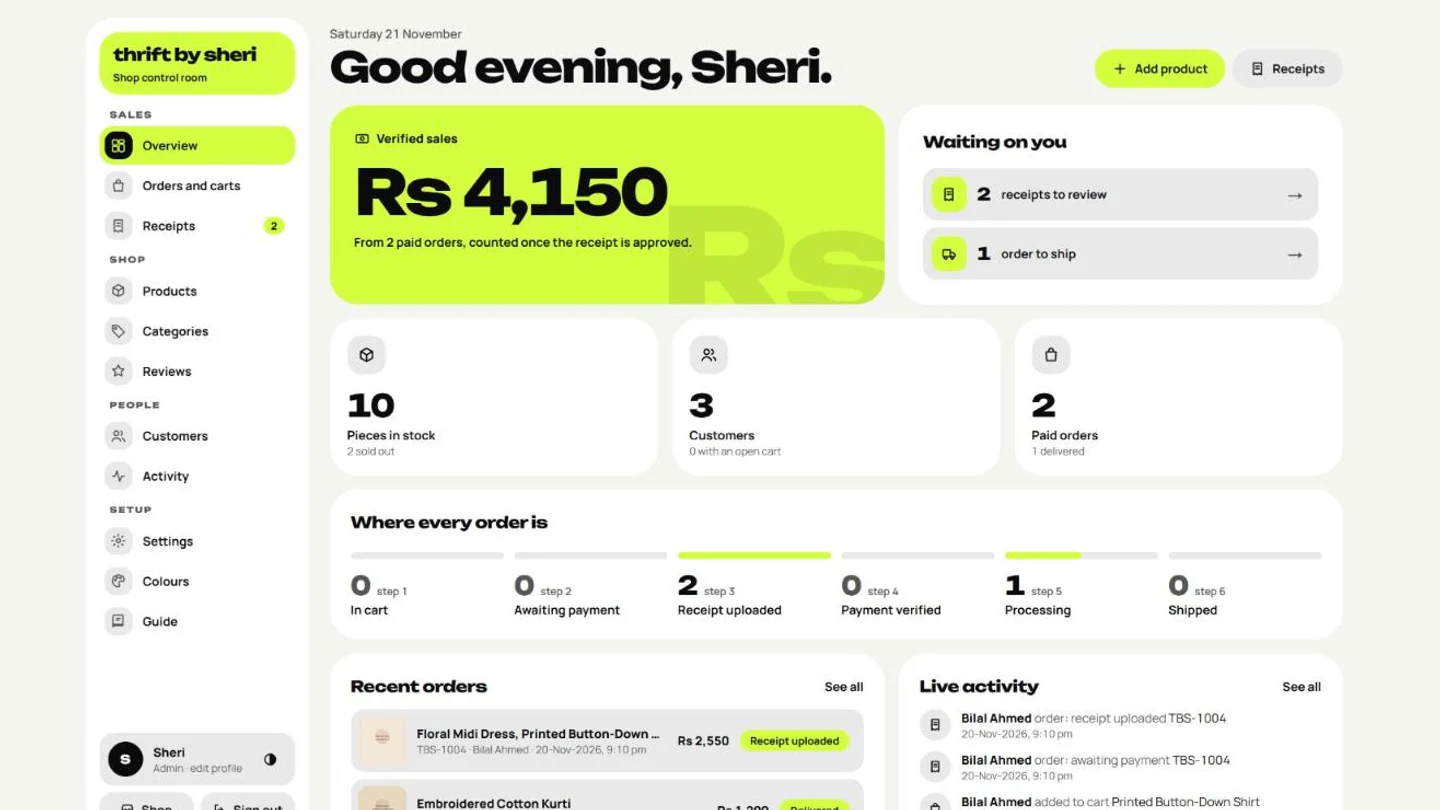 thrift by sheri
Shop control room
SALES
Overview
Orders and carts
Receipts 2
SHOP
Products
Categories
Reviews
PEOPLE
Customers
Activity
SETUP
Settings
Colours
Guide
S
Sheri
Admin · edit profile
Shop
Sign out
Saturday 21 November
Good evening, Sheri.
+ Add product
Receipts
Verified sales
Rs 4,150
From 2 paid orders, counted once the receipt is approved.
Rs
Waiting on you
2 receipts to review →
1 order to ship →
10
Pieces in stock
2 sold out
3
Customers
0 with an open cart
2
Paid orders
1 delivered
Where every order is
0 step 1
In cart
0 step 2
Awaiting payment
2 step 3
Receipt uploaded
0 step 4
Payment verified
1 step 5
Processing
0 step 6
Shipped
Recent orders
See all
Floral Midi Dress, Printed Button-Down ...
TBS-1004 · Bilal Ahmed · 20-Nov-2026, 9:10 pm
Rs 2,550
Receipt uploaded
Embroidered Cotton Kurti
Rs 1,200
Delivered
Live activity
See all
Bilal Ahmed order: receipt uploaded TBS-1004
20-Nov-2026, 9:10 pm
Bilal Ahmed order: awaiting payment TBS-1004
20-Nov-2026, 9:10 pm
Bilal Ahmed added to cart Printed Button-Down Shirt